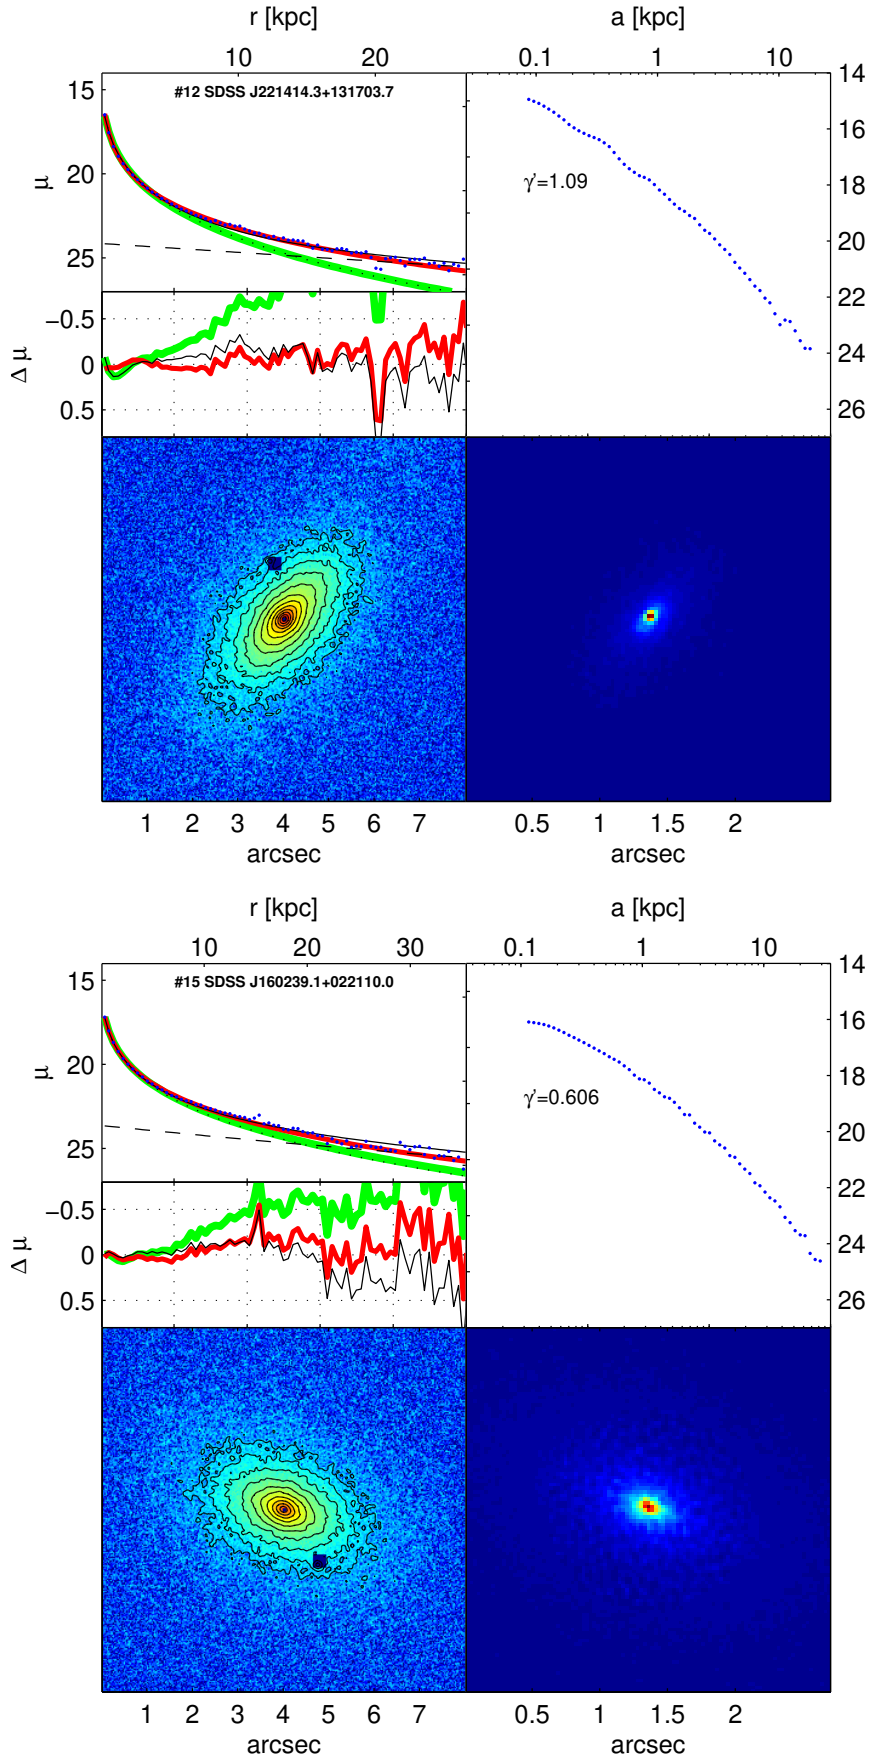 r [kpc]
a [kpc]
10
20
0.1
1
10
#12 SDSS J221414.3+131703.7
μ
15
20
25
γ'=1.09
14
16
18
20
22
24
26
Δ μ
−0.5
0
0.5
1 2 3 4 5 6 7
arcsec
0.5 1 1.5 2
arcsec
r [kpc]
a [kpc]
10
20
30
0.1
1
10
#15 SDSS J160239.1+022110.0
μ
15
20
25
γ'=0.606
14
16
18
20
22
24
26
Δ μ
−0.5
0
0.5
1 2 3 4 5 6 7
arcsec
0.5 1 1.5 2
arcsec